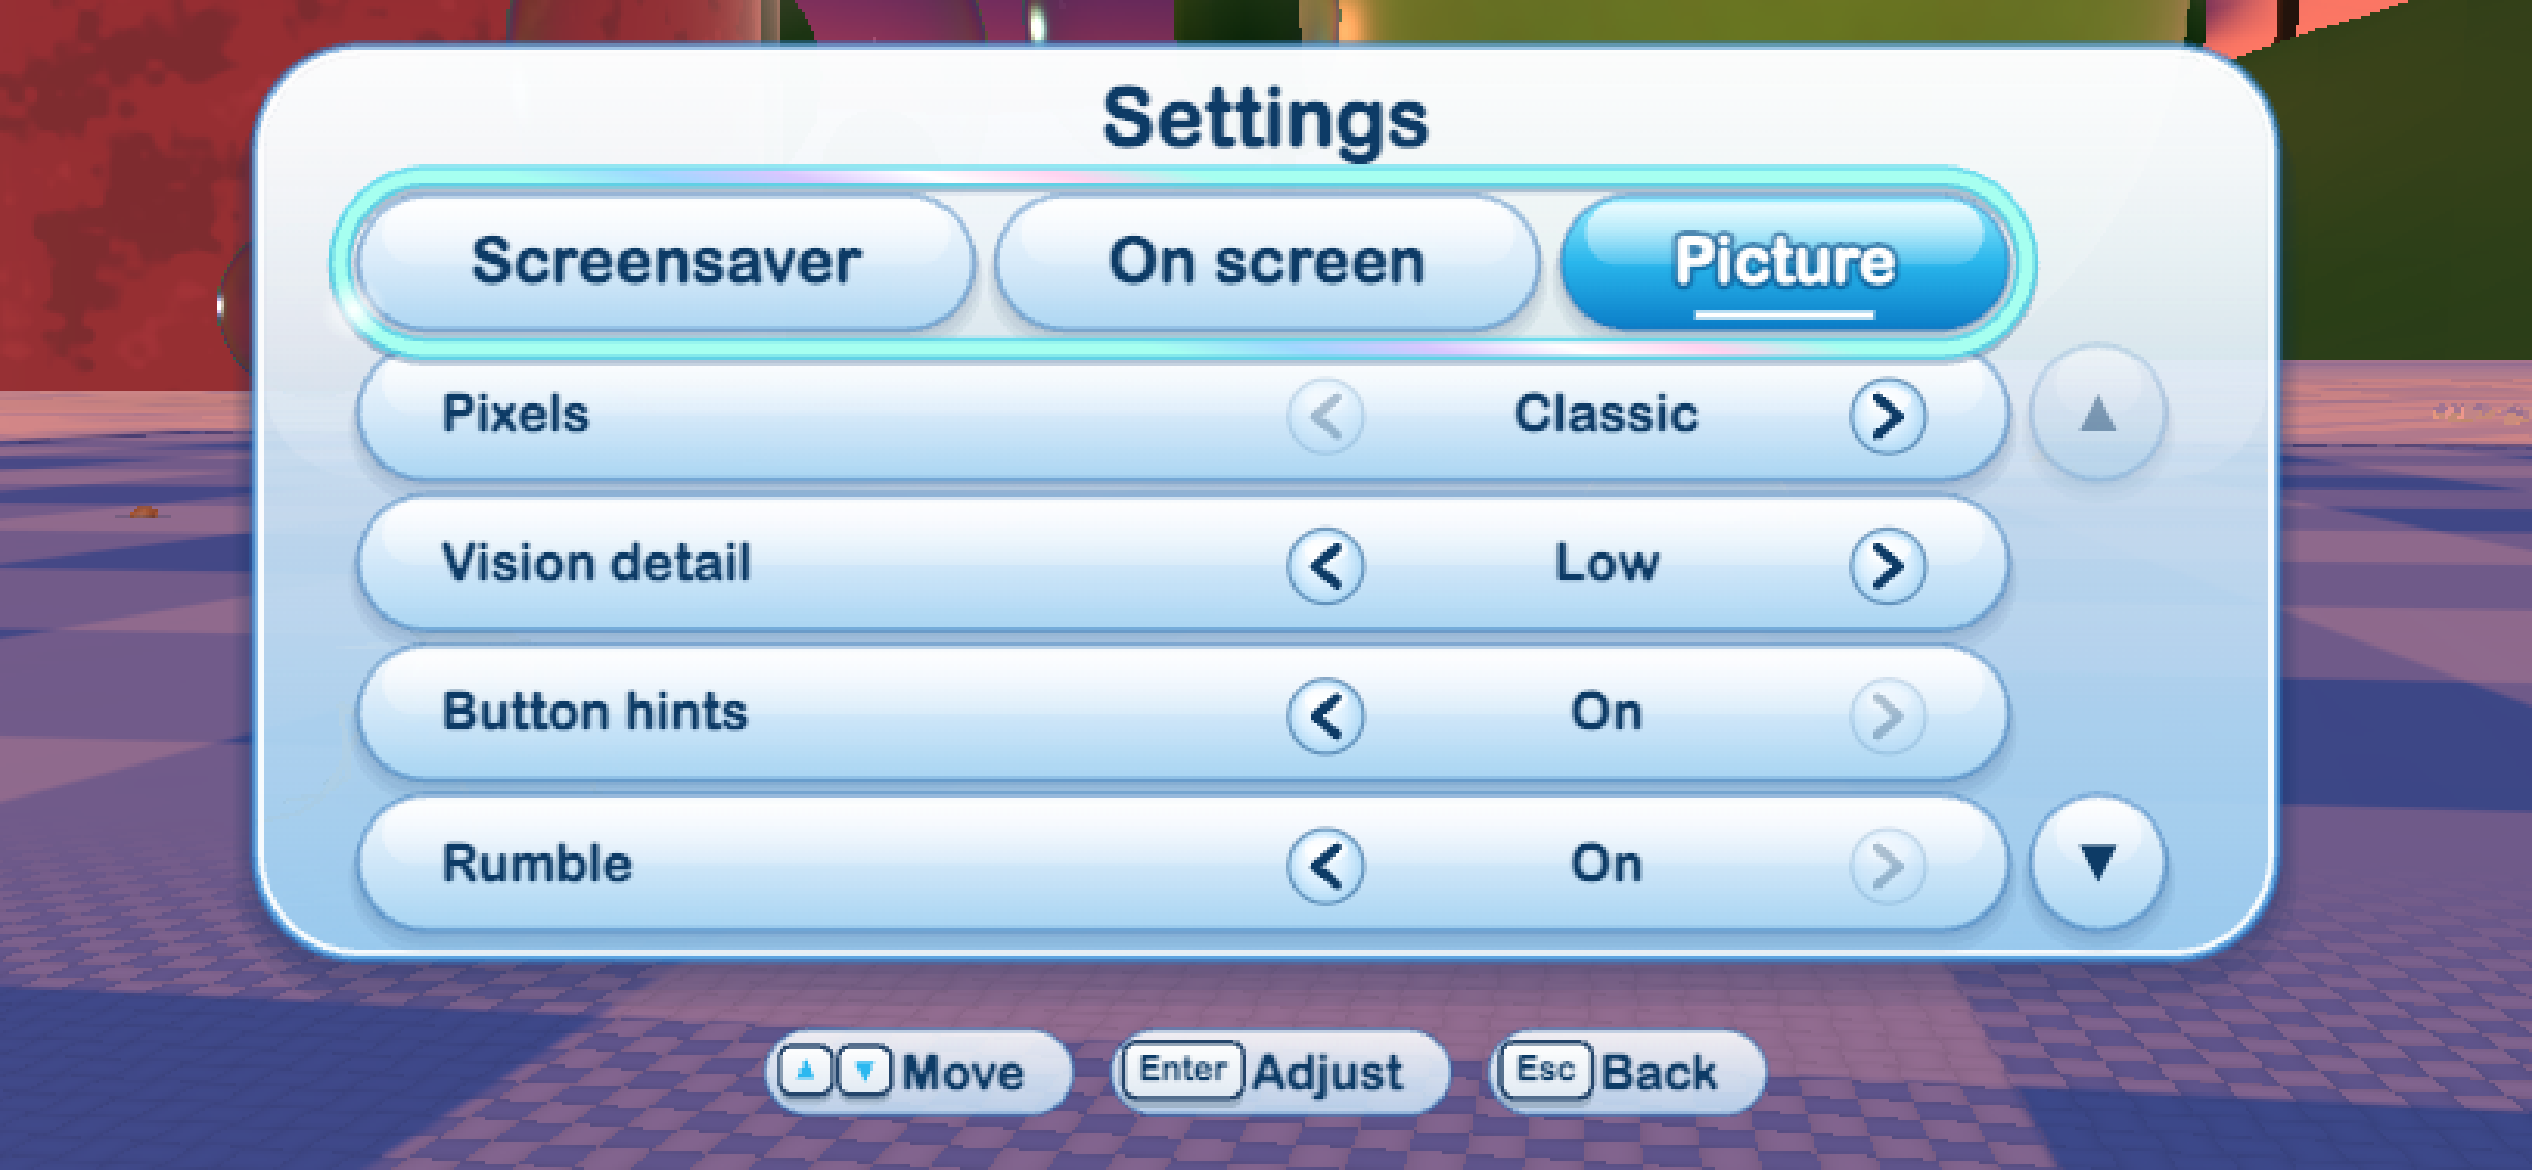 Settings
Screensaver On screen Picture
Pixels Classic
Vision detail Low
Button hints On
Rumble On
Move Enter Adjust Esc Back